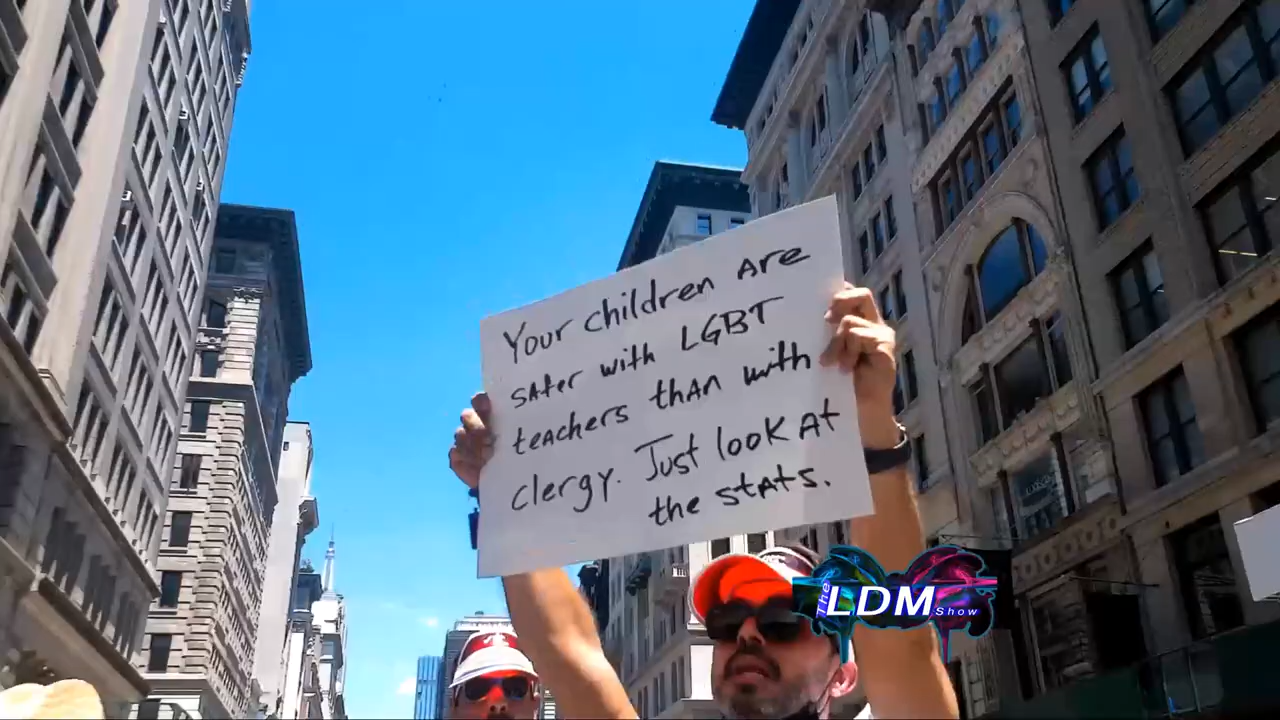 Your children are
safer with LGBT
teachers than with
clergy. Just look at
the stats.
The LDM Show